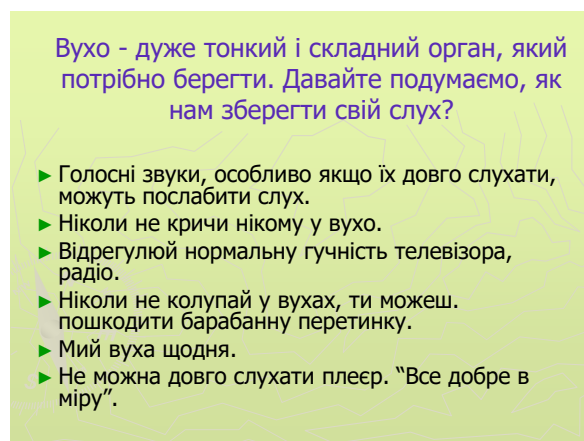 Вухо - дуже тонкий і складний орган, який
потрібно берегти. Давайте подумаємо, як
нам зберегти свій слух?
► Голосні звуки, особливо якщо їх довго слухати,
можуть послабити слух.
► Ніколи не кричи нікому у вухо.
► Відрегулюй нормальну гучність телевізора,
радіо.
► Ніколи не колупай у вухах, ти можеш.
пошкодити барабанну перетинку.
► Мий вуха щодня.
► Не можна довго слухати плеєр. “Все добре в
міру”.